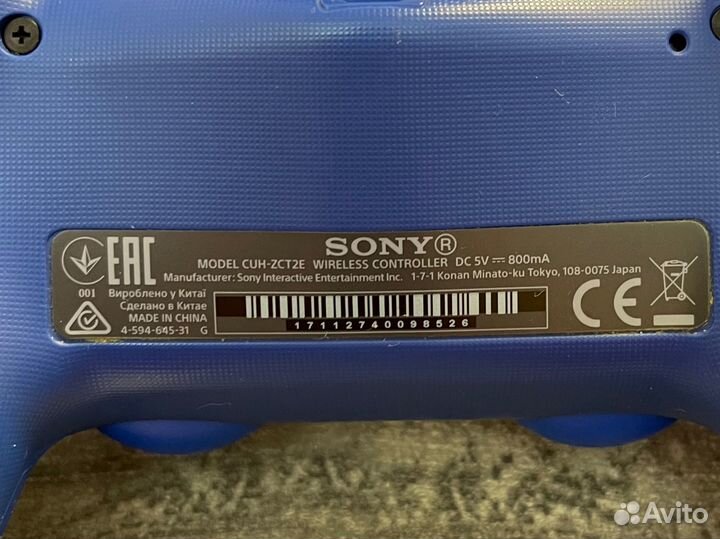 SONY®
EAC
MODEL CUH-ZCT2E WIRELESS CONTROLLER DC 5V ⎓ 800mA
Manufacturer: Sony Interactive Entertainment Inc. 1-7-1 Konan Minato-ku Tokyo, 108-0075 Japan
001 Вироблено у Китаї
Сделано в Китае
MADE IN CHINA
4-594-645-31 G
17112740098526
CE
Avito